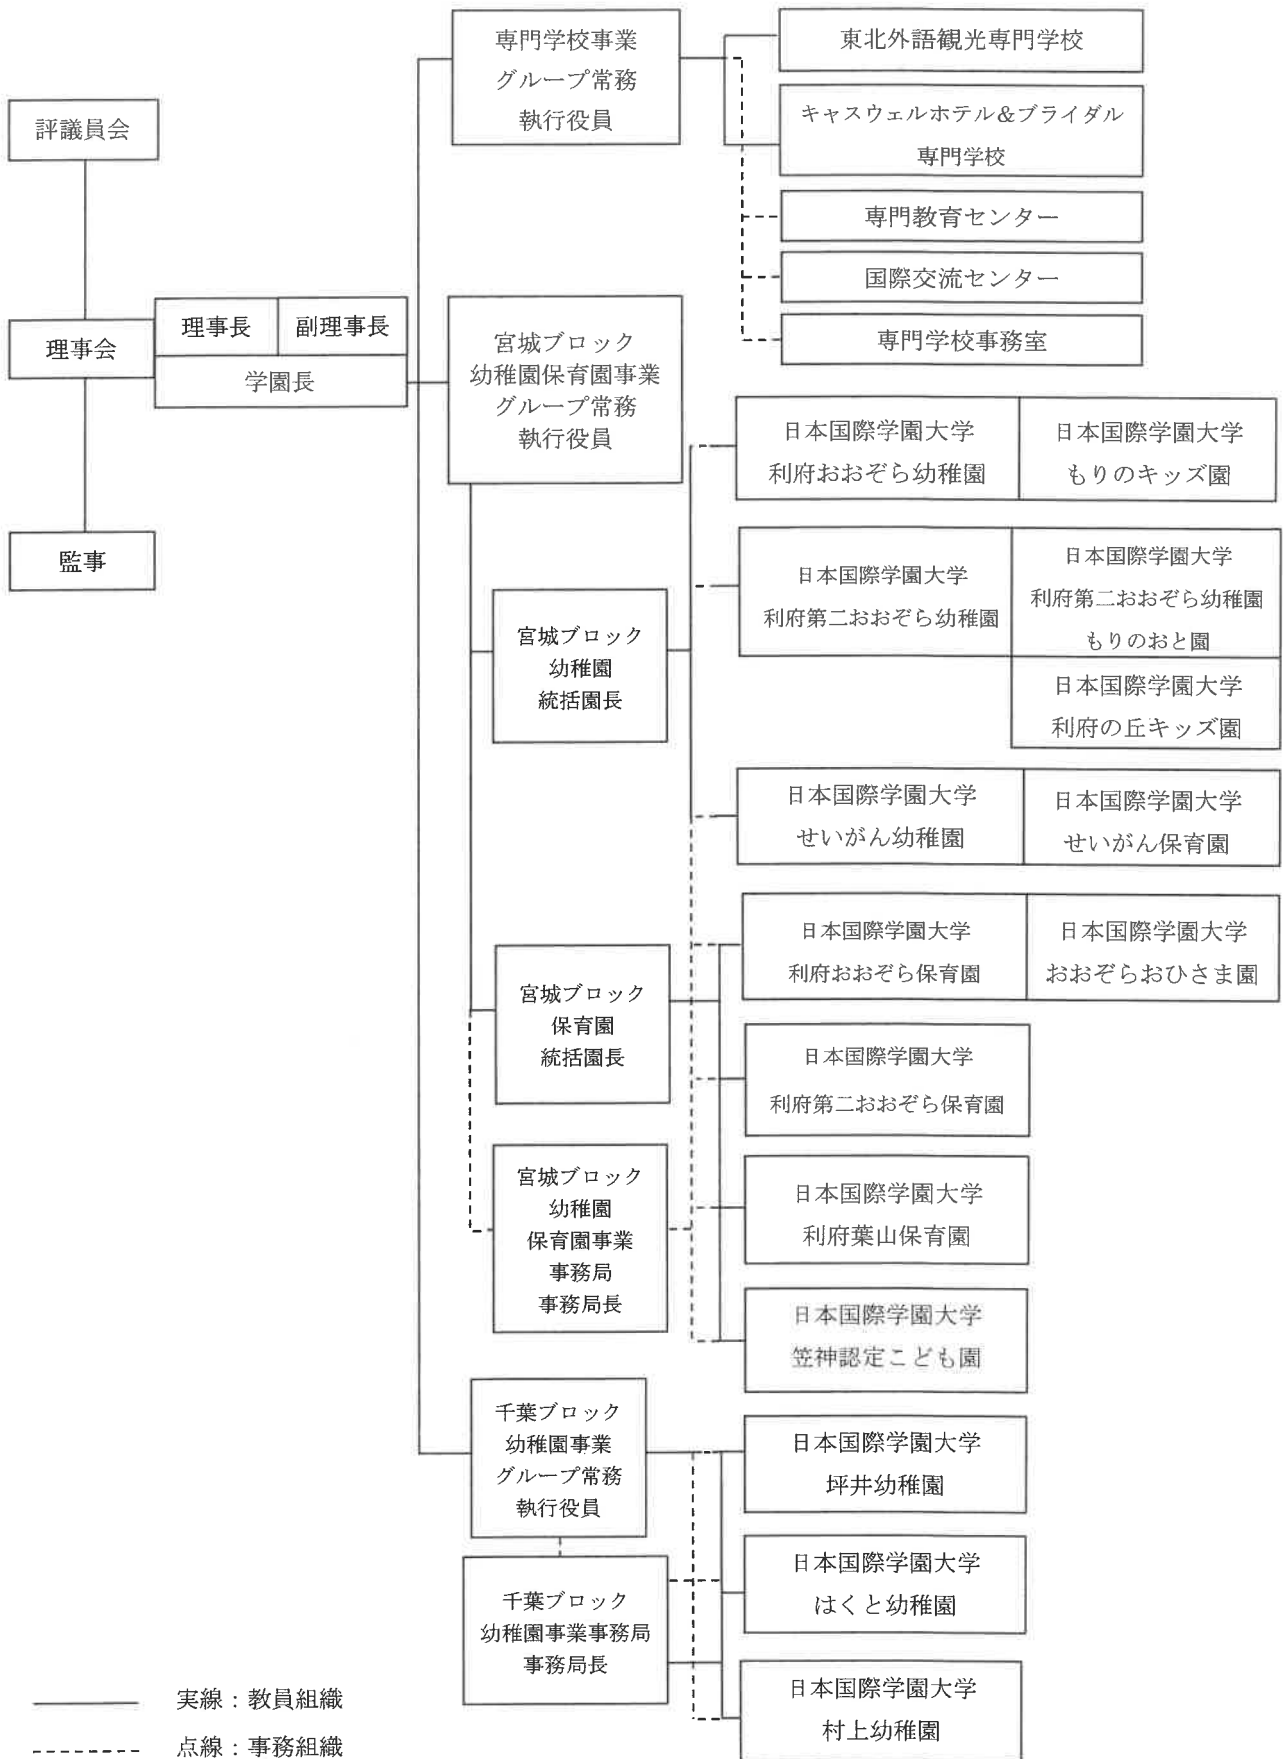 評議員会
理事会
理事長
副理事長
学園長
監事
専門学校事業
グループ常務
執行役員
東北外語観光専門学校
キャスウェルホテル&ブライダル
専門学校
専門教育センター
国際交流センター
専門学校事務室
宮城ブロック
幼稚園保育園事業
グループ常務
執行役員
宮城ブロック
幼稚園
統括園長
日本国際学園大学
利府おおぞら幼稚園
日本国際学園大学
もりのキッズ園
日本国際学園大学
利府第二おおぞら幼稚園
日本国際学園大学
利府第二おおぞら幼稚園
もりのおと園
日本国際学園大学
利府の丘キッズ園
日本国際学園大学
せいがん幼稚園
日本国際学園大学
せいがん保育園
宮城ブロック
保育園
統括園長
日本国際学園大学
利府おおぞら保育園
日本国際学園大学
おおぞらおひさま園
日本国際学園大学
利府第二おおぞら保育園
宮城ブロック
幼稚園
保育園事業
事務局
事務局長
日本国際学園大学
利府葉山保育園
日本国際学園大学
笠神認定こども園
千葉ブロック
幼稚園事業
グループ常務
執行役員
日本国際学園大学
坪井幼稚園
千葉ブロック
幼稚園事業事務局
事務局長
日本国際学園大学
はくと幼稚園
日本国際学園大学
村上幼稚園
実線：教員組織
点線：事務組織